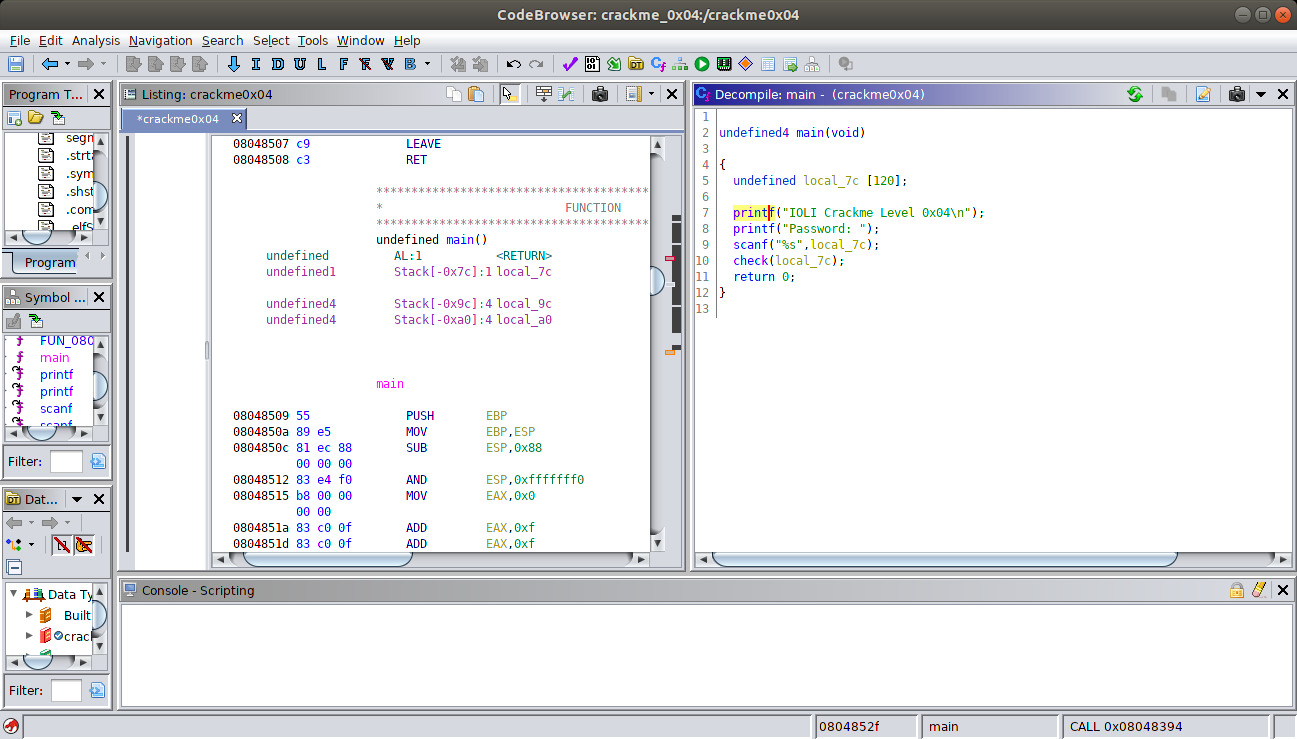 CodeBrowser: crackme_0x04:/crackme0x04
File Edit Analysis Navigation Search Select Tools Window Help
I D U L F V B
Program T...
segn
.strta
.sym
.shst
.com
.elfS
Program
Symbol ...
FUN_080
main
printf
printf
scanf
scanf
Filter:
DT Dat...
Data Ty
Built
crack
Filter:
Listing: crackme0x04
*crackme0x04
08048507 c9 LEAVE
08048508 c3 RET
***************************************
* FUNCTION
***************************************
undefined main()
undefined AL:1 <RETURN>
undefined1 Stack[-0x7c]:1 local_7c
undefined4 Stack[-0x9c]:4 local_9c
undefined4 Stack[-0xa0]:4 local_a0
main
08048509 55 PUSH EBP
0804850a 89 e5 MOV EBP,ESP
0804850c 81 ec 88 SUB ESP,0x88
00 00 00
08048512 83 e4 f0 AND ESP,0xfffffff0
08048515 b8 00 00 MOV EAX,0x0
00 00
0804851a 83 c0 0f ADD EAX,0xf
0804851d 83 c0 0f ADD EAX,0xf
Decompile: main - (crackme0x04)
1
2 undefined4 main(void)
3
4 {
5 undefined local_7c [120];
6
7 printf("IOLI Crackme Level 0x04\n");
8 printf("Password: ");
9 scanf("%s",local_7c);
10 check(local_7c);
11 return 0;
12 }
13
Console - Scripting
0804852f
main
CALL 0x08048394